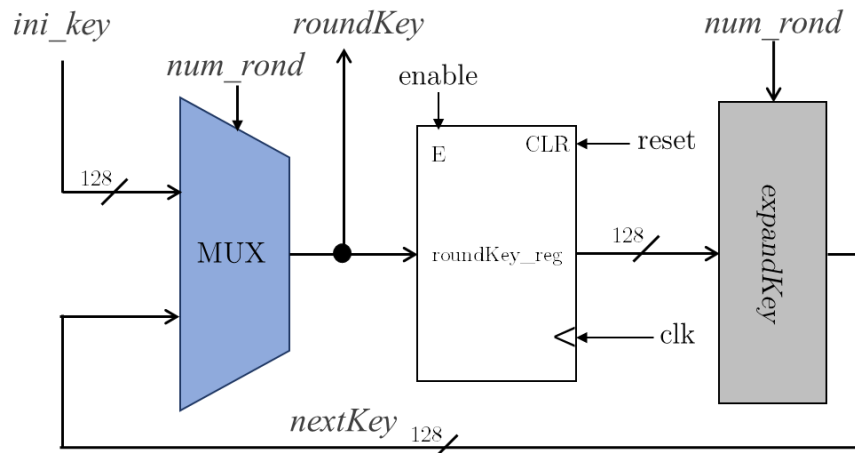 ini_key
roundKey
num_rond
num_rond
enable
E
CLR
reset
128
MUX
roundKey_reg
128
expandKey
clk
nextKey
128